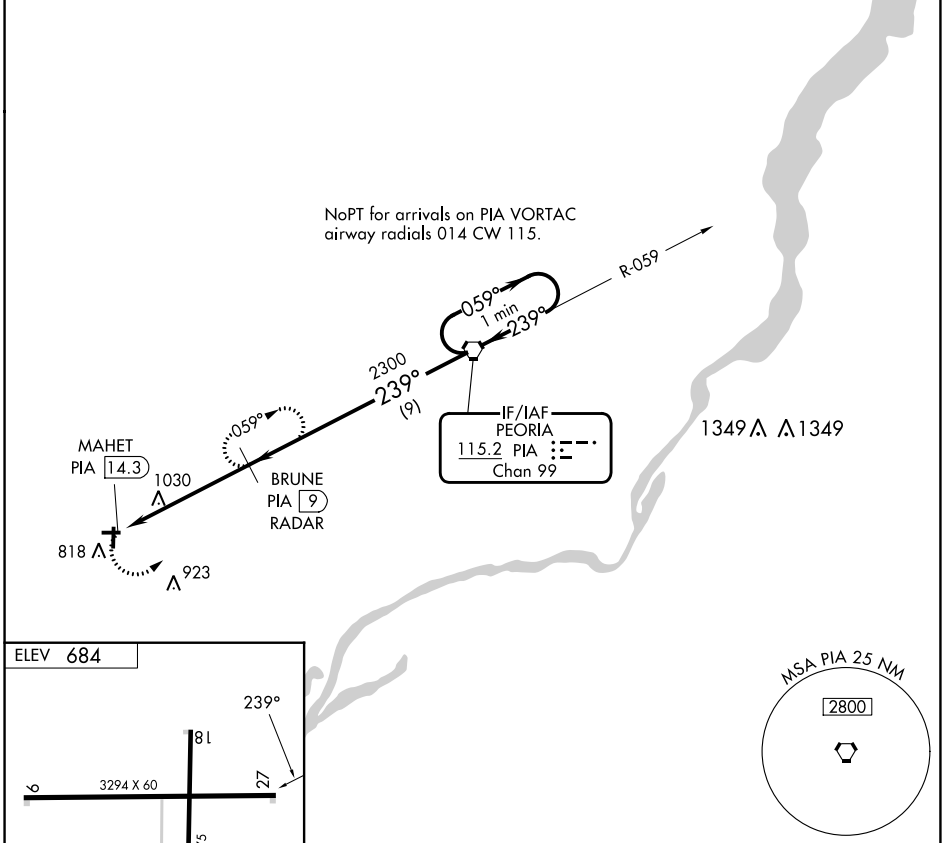 NoPT for arrivals on PIA VORTAC
airway radials 014 CW 115.
R-059
059°
1 min
239°
2300
239°
(9)
IF/IAF
PEORIA
115.2 PIA
Chan 99
1349 1349
059°
MAHET
PIA 14.3
1030
BRUNE
PIA 9
RADAR
818
923
ELEV 684
239°
18
9
3294 X 60
27
MSA PIA 25 NM
2800